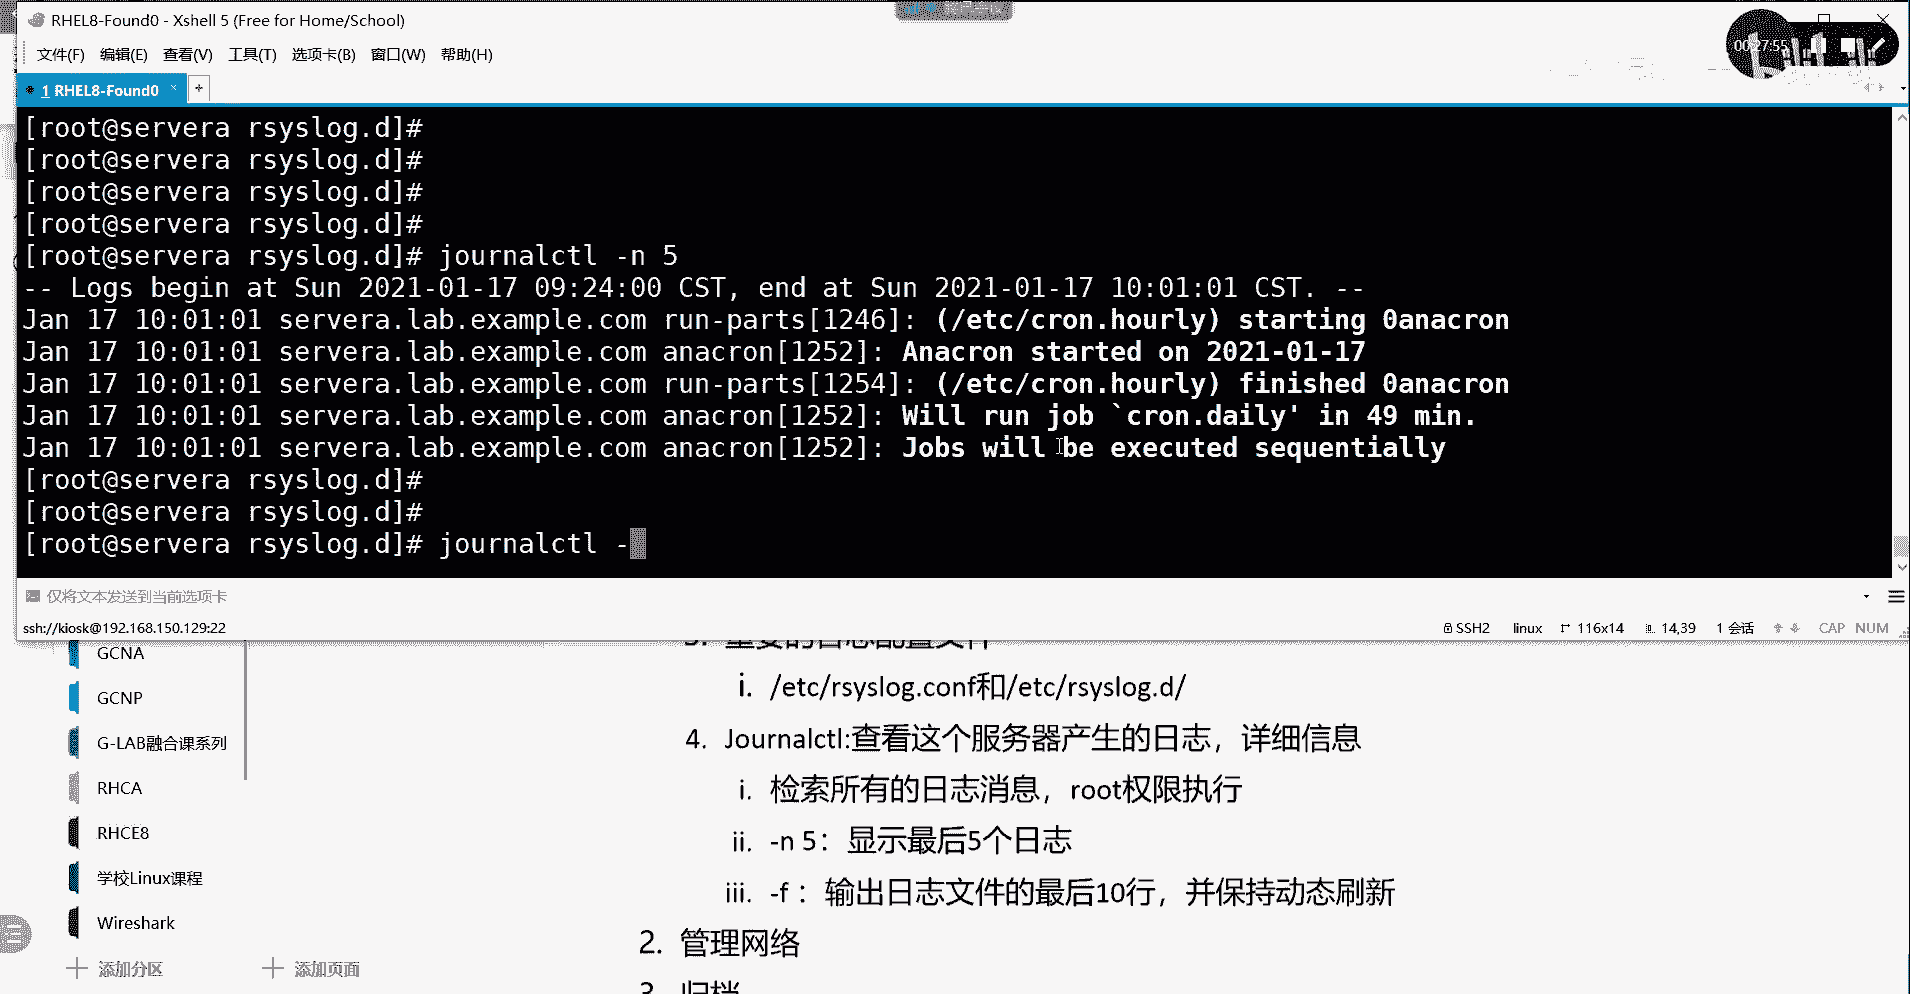 RHEL8-Found0 - Xshell 5 (Free for Home/School)
00:27:55
文件(F) 编辑(E) 查看(V) 工具(T) 选项卡(B) 窗口(W) 帮助(H)
1 RHEL8-Found0 × +
[root@servera rsyslog.d]#
[root@servera rsyslog.d]#
[root@servera rsyslog.d]#
[root@servera rsyslog.d]#
[root@servera rsyslog.d]# journalctl -n 5
-- Logs begin at Sun 2021-01-17 09:24:00 CST, end at Sun 2021-01-17 10:01:01 CST. --
Jan 17 10:01:01 servera.lab.example.com run-parts[1246]: (/etc/cron.hourly) starting 0anacron
Jan 17 10:01:01 servera.lab.example.com anacron[1252]: Anacron started on 2021-01-17
Jan 17 10:01:01 servera.lab.example.com run-parts[1254]: (/etc/cron.hourly) finished 0anacron
Jan 17 10:01:01 servera.lab.example.com anacron[1252]: Will run job `cron.daily' in 49 min.
Jan 17 10:01:01 servera.lab.example.com anacron[1252]: Jobs will be executed sequentially
[root@servera rsyslog.d]#
[root@servera rsyslog.d]#
[root@servera rsyslog.d]# journalctl -
仅将文本发送到当前选项卡
ssh://kiosk@192.168.150.129:22 SSH2 linux 116x14 14,39 1 会话 CAP NUM
GCNA
GCNP
G-LAB融合课系列
RHCA
RHCE8
学校Linux课程
Wireshark
添加分区 添加页面
3. 重要的日志配置文件
i. /etc/rsyslog.conf和/etc/rsyslog.d/
4. Journalctl:查看这个服务器产生的日志，详细信息
i. 检索所有的日志消息，root权限执行
ii. -n 5：显示最后5个日志
iii. -f ：输出日志文件的最后10行，并保持动态刷新
2. 管理网络
3. 归档